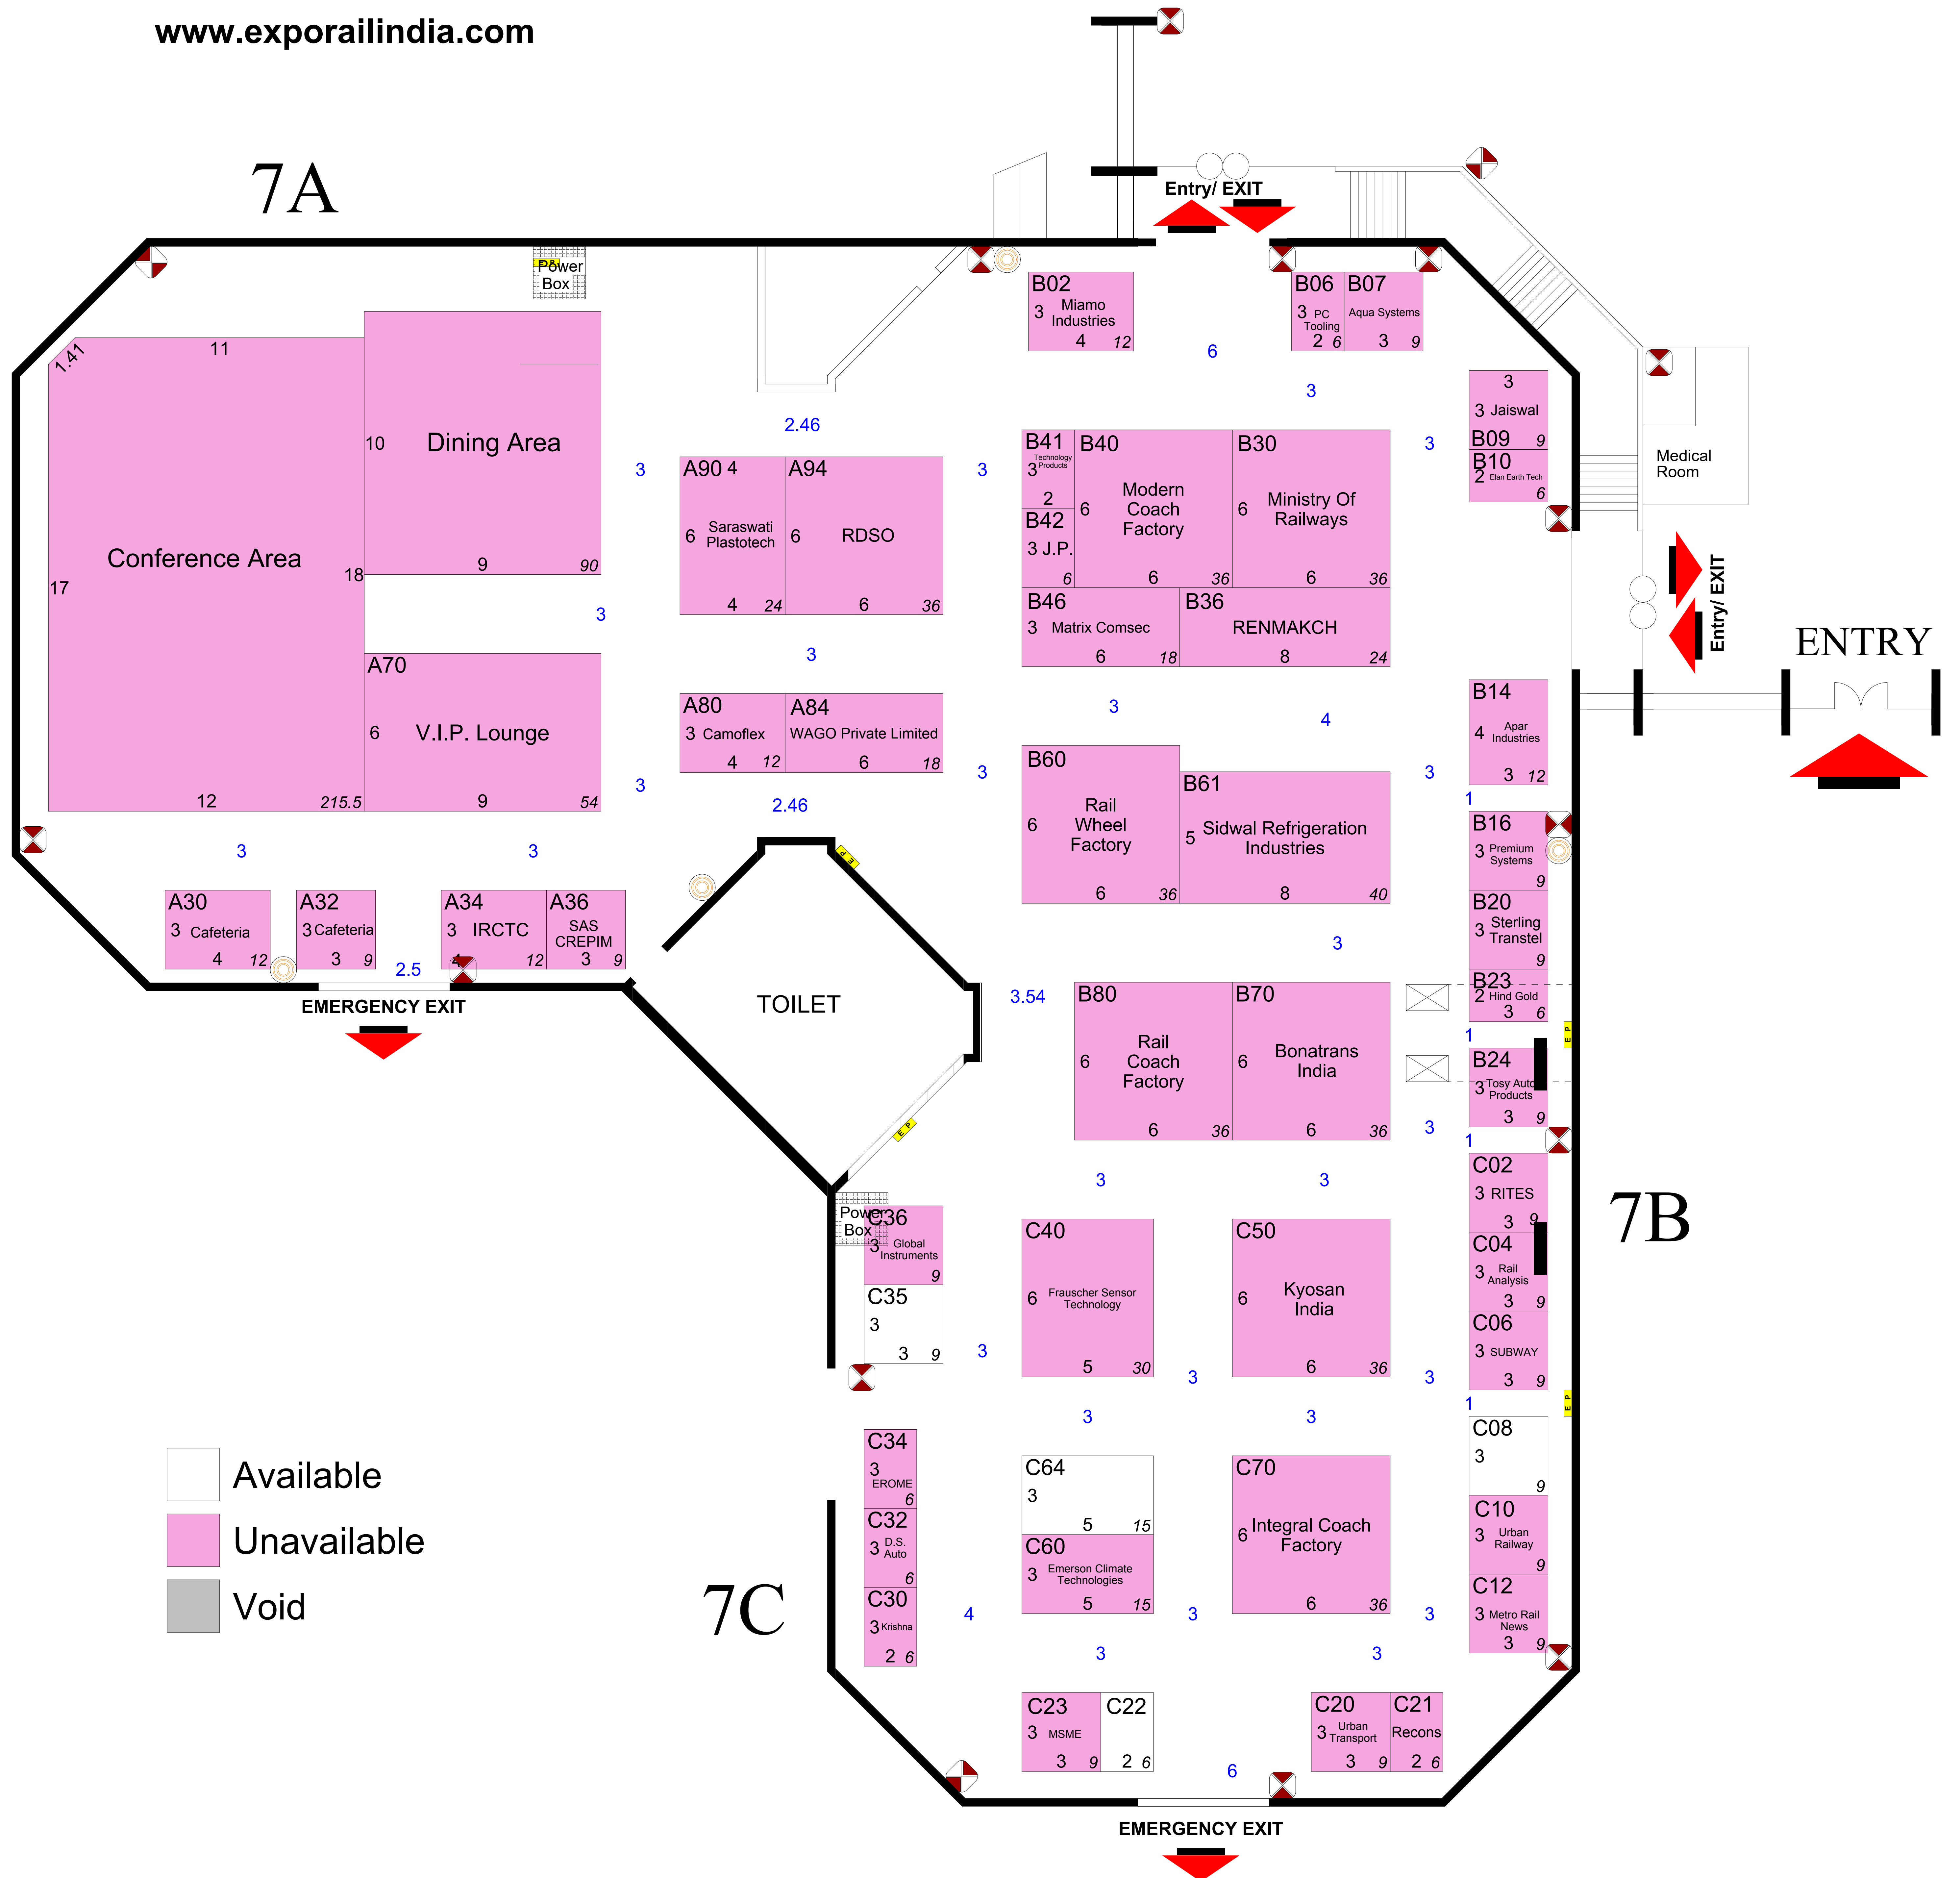 www.exporailindia.com
7A
Entry/ EXIT
E P
Power
Box
1.41
11
17
18
Conference Area
12
215.5
10
Dining Area
9
90
3
A70
6
V.I.P. Lounge
9
54
3
3
A30
3
Cafeteria
4
12
A32
3
Cafeteria
3
9
2.5
A34
3
IRCTC
4
12
A36
SAS
CREPIM
3
9
EMERGENCY EXIT
2.46
3
A90
4
6
Saraswati
Plastotech
4
24
A94
6
RDSO
6
36
3
3
A80
3
Camoflex
4
12
A84
WAGO Private Limited
6
18
3
2.46
3
E P
TOILET
E P
3.54
B02
3
Miamo
Industries
4
12
6
B06
3
PC
Tooling
2
6
B07
Aqua Systems
3
9
3
3
Jaiswal
3
B09
9
B10
2
Elan Earth Tech
6
3
Medical
Room
Entry/ EXIT
ENTRY
B41
Technology
Products
3
2
B42
3
J.P.
6
B40
6
Modern
Coach
Factory
6
36
B30
6
Ministry Of
Railways
6
36
B46
3
Matrix Comsec
6
18
B36
RENMAKCH
8
24
3
4
B14
4
Apar
Industries
3
12
3
1
B60
6
Rail
Wheel
Factory
6
36
B61
5
Sidwal Refrigeration
Industries
8
40
3
B16
3
Premium
Systems
9
B20
3
Sterling
Transtel
9
B23
2
Hind Gold
3
6
1
E P
B24
3
Tosy Auto
Products
3
9
1
B80
6
Rail
Coach
Factory
6
36
B70
6
Bonatrans
India
6
36
3
3
3
7B
C02
3
RITES
3
9
C04
3
Rail
Analysis
3
9
C06
3
SUBWAY
3
9
1
E P
C08
3
9
C10
3
Urban
Railway
9
C12
3
Metro Rail
News
3
9
Power
Box
C36
3
Global
Instruments
9
C35
3
3
9
3
C40
6
Frauscher Sensor
Technology
5
30
3
C50
6
Kyosan
India
6
36
3
3
3
C34
3
EROME
6
C32
3
D.S.
Auto
6
C30
3
Krishna
2
6
4
C64
3
5
15
C60
3
Emerson Climate
Technologies
5
15
3
C70
6
Integral Coach
Factory
6
36
3
3
3
7C
C23
3
MSME
3
9
C22
2
6
6
C20
3
Urban
Transport
3
9
C21
Recons
2
6
EMERGENCY EXIT
Available
Unavailable
Void